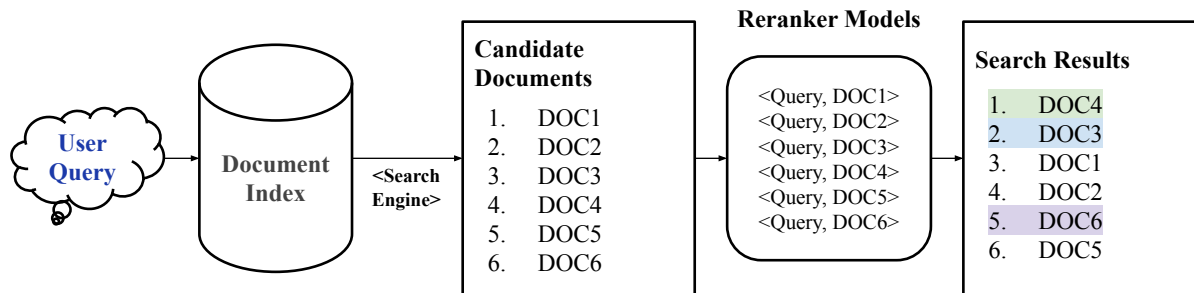 User
Query
Document
Index
<Search
Engine>
Candidate
Documents
1. DOC1
2. DOC2
3. DOC3
4. DOC4
5. DOC5
6. DOC6
Reranker Models
<Query, DOC1>
<Query, DOC2>
<Query, DOC3>
<Query, DOC4>
<Query, DOC5>
<Query, DOC6>
Search Results
1. DOC4
2. DOC3
3. DOC1
4. DOC2
5. DOC6
6. DOC5